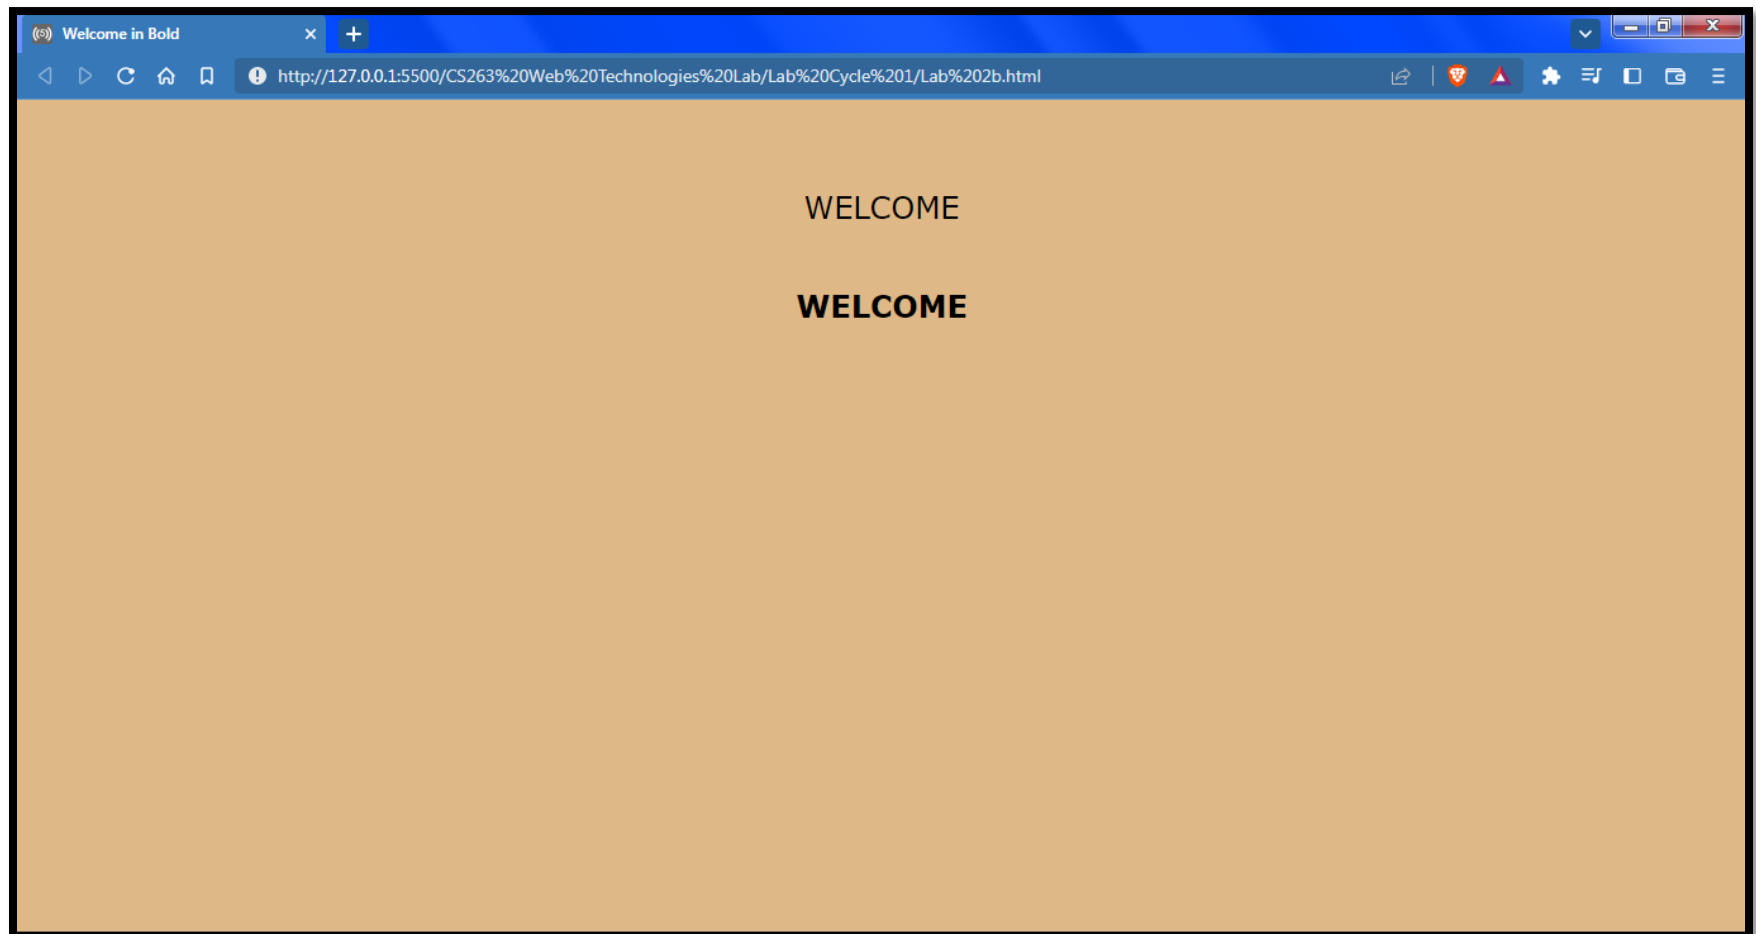 Welcome in Bold
http://127.0.0.1:5500/CS263%20Web%20Technologies%20Lab/Lab%20Cycle%201/Lab%202b.html
WELCOME
WELCOME